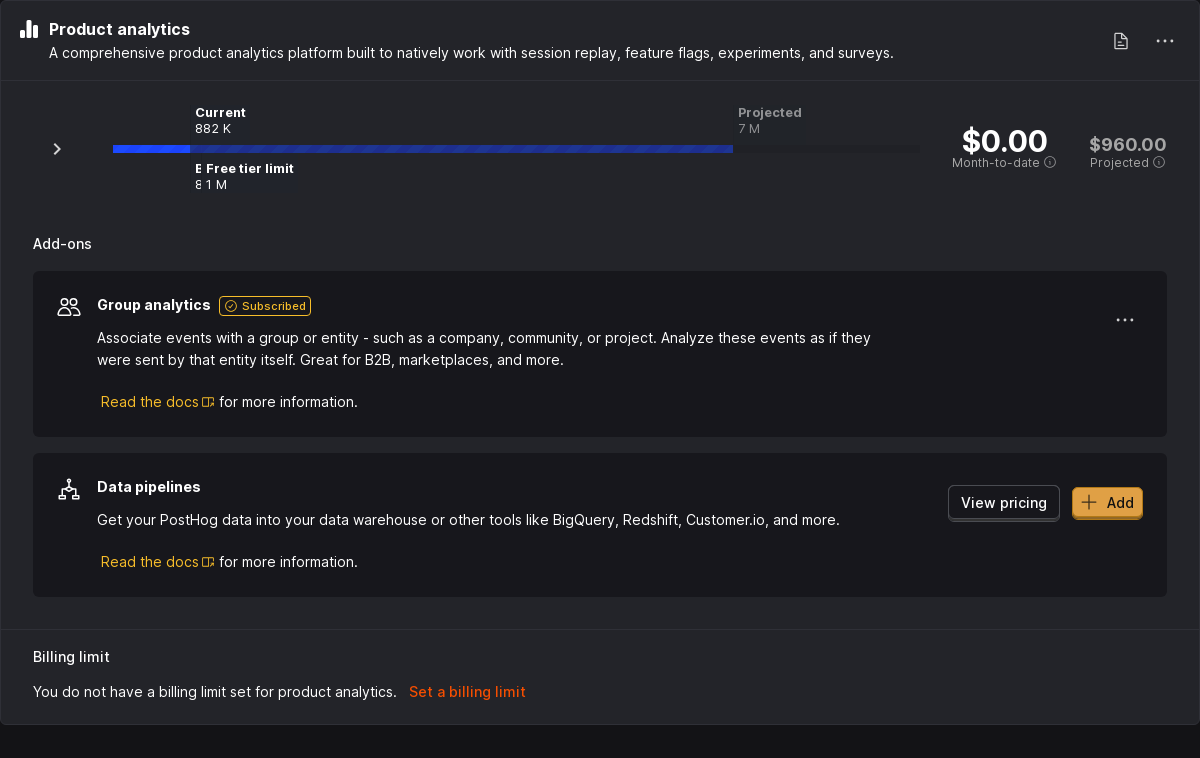 Product analytics
A comprehensive product analytics platform built to natively work with session replay, feature flags, experiments, and surveys.
Current
882 K
Projected
7 M
Free tier limit
1 M
$0.00
Month-to-date
$960.00
Projected
Add-ons
Group analytics Subscribed
Associate events with a group or entity - such as a company, community, or project. Analyze these events as if they
were sent by that entity itself. Great for B2B, marketplaces, and more.
Read the docs for more information.
Data pipelines
Get your PostHog data into your data warehouse or other tools like BigQuery, Redshift, Customer.io, and more.
Read the docs for more information.
View pricing
Add
Billing limit
You do not have a billing limit set for product analytics. Set a billing limit